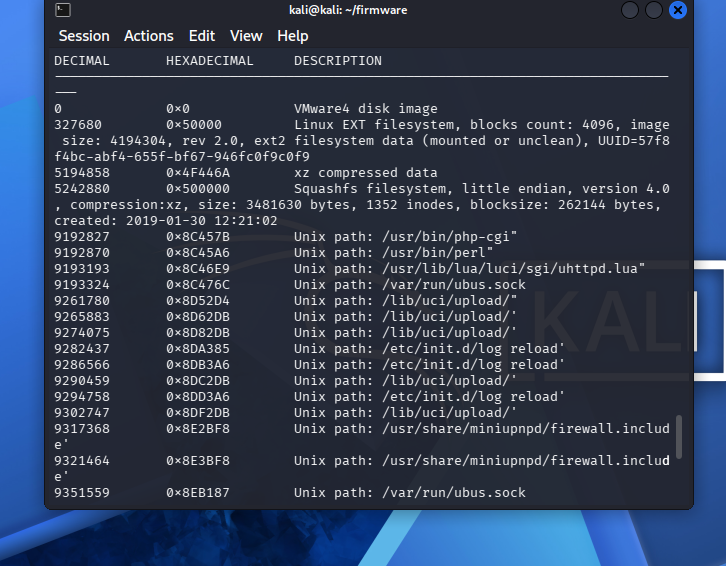 kali@kali: ~/firmware
Session Actions Edit View Help
DECIMAL HEXADECIMAL DESCRIPTION
0 0×0 VMware4 disk image
327680 0×50000 Linux EXT filesystem, blocks count: 4096, image
size: 4194304, rev 2.0, ext2 filesystem data (mounted or unclean), UUID=57f8
f4bc-abf4-655f-bf67-946fc0f9c0f9
5194858 0×4F446A xz compressed data
5242880 0×500000 Squashfs filesystem, little endian, version 4.0
, compression:xz, size: 3481630 bytes, 1352 inodes, blocksize: 262144 bytes,
created: 2019-01-30 12:21:02
9192827 0×8C457B Unix path: /usr/bin/php-cgi"
9192870 0×8C45A6 Unix path: /usr/bin/perl"
9193193 0×8C46E9 Unix path: /usr/lib/lua/luci/sgi/uhttpd.lua"
9193324 0×8C476C Unix path: /var/run/ubus.sock
9261780 0×8D52D4 Unix path: /lib/uci/upload/"
9265883 0×8D62DB Unix path: /lib/uci/upload/'
9274075 0×8D82DB Unix path: /lib/uci/upload/'
9282437 0×8DA385 Unix path: /etc/init.d/log reload'
9286566 0×8DB3A6 Unix path: /etc/init.d/log reload'
9290459 0×8DC2DB Unix path: /lib/uci/upload/'
9294758 0×8DD3A6 Unix path: /etc/init.d/log reload'
9302747 0×8DF2DB Unix path: /lib/uci/upload/'
9317368 0×8E2BF8 Unix path: /usr/share/miniupnpd/firewall.includ
e'
9321464 0×8E3BF8 Unix path: /usr/share/miniupnpd/firewall.includ
e'
9351559 0×8EB187 Unix path: /var/run/ubus.sock
KALI